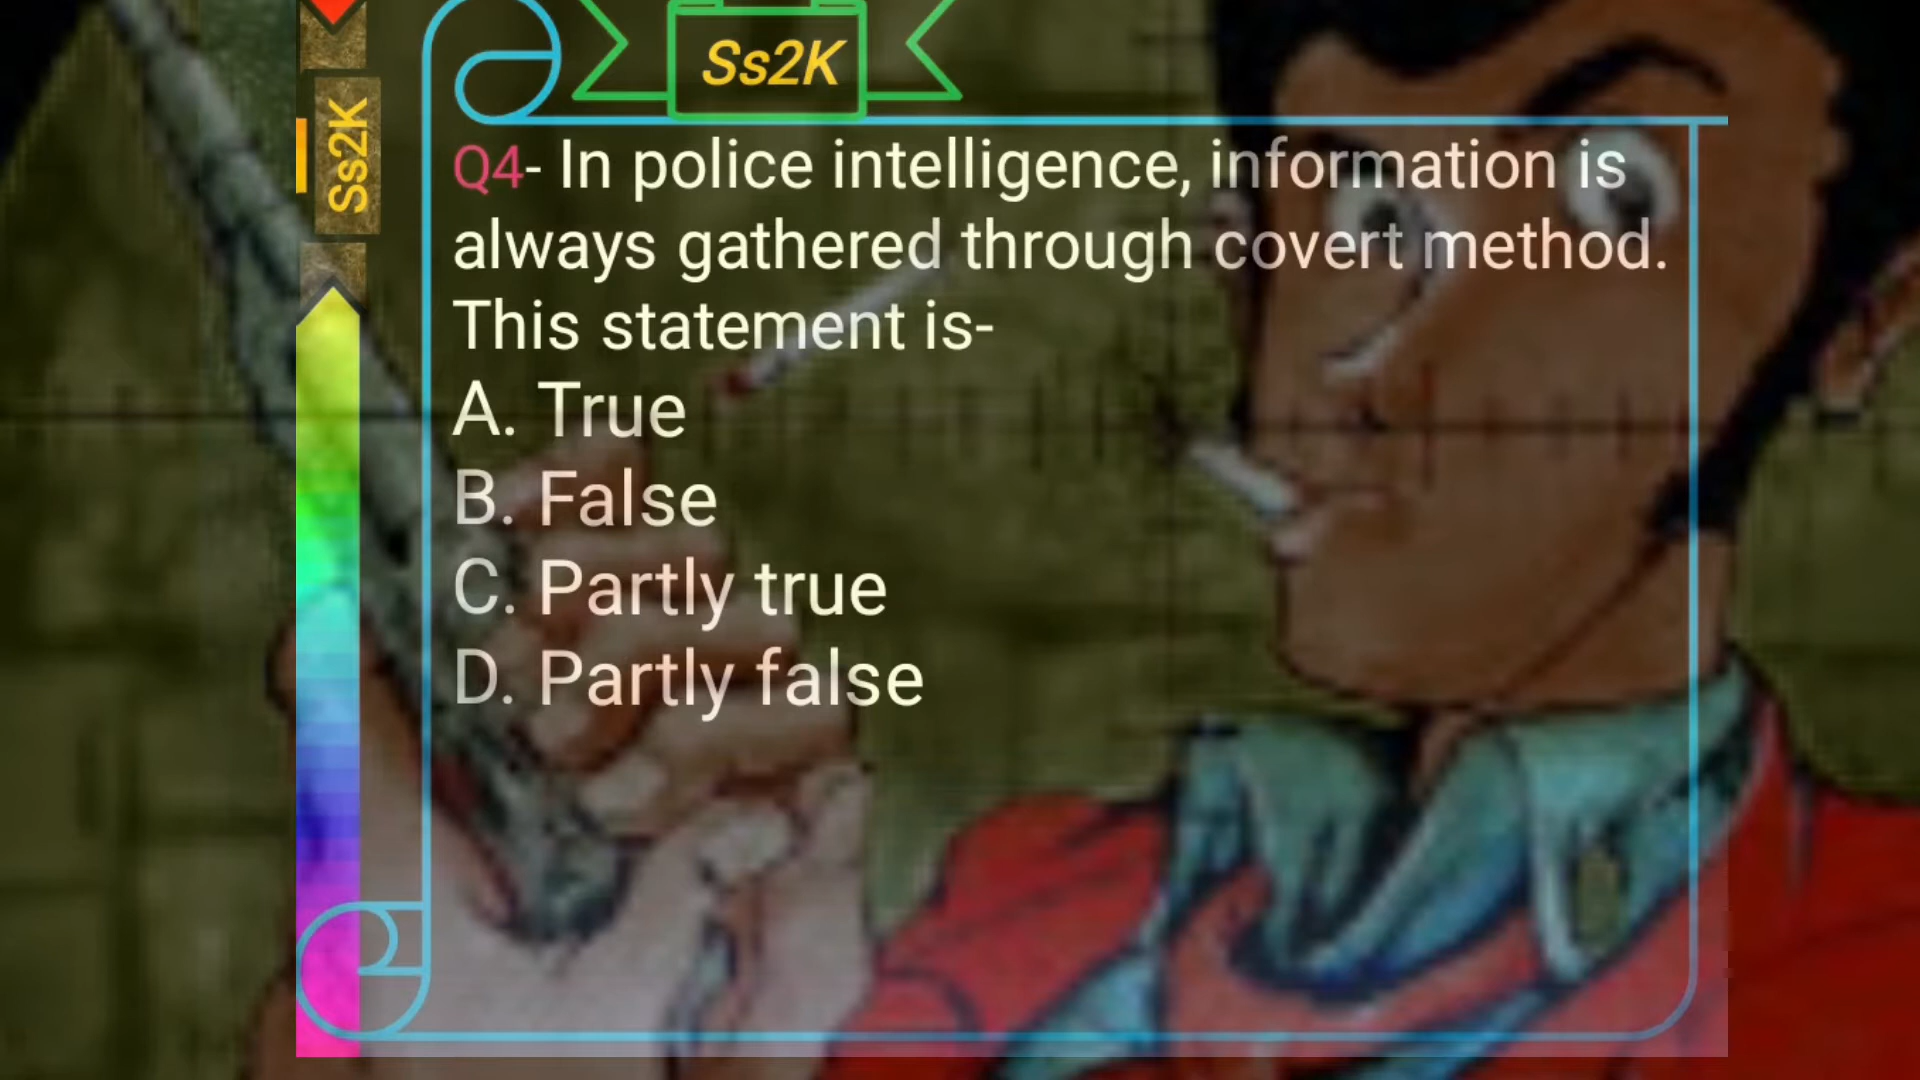 Ss2K
Ss2K
Q4- In police intelligence, information is
always gathered through covert method.
This statement is-
A. True
B. False
C. Partly true
D. Partly false